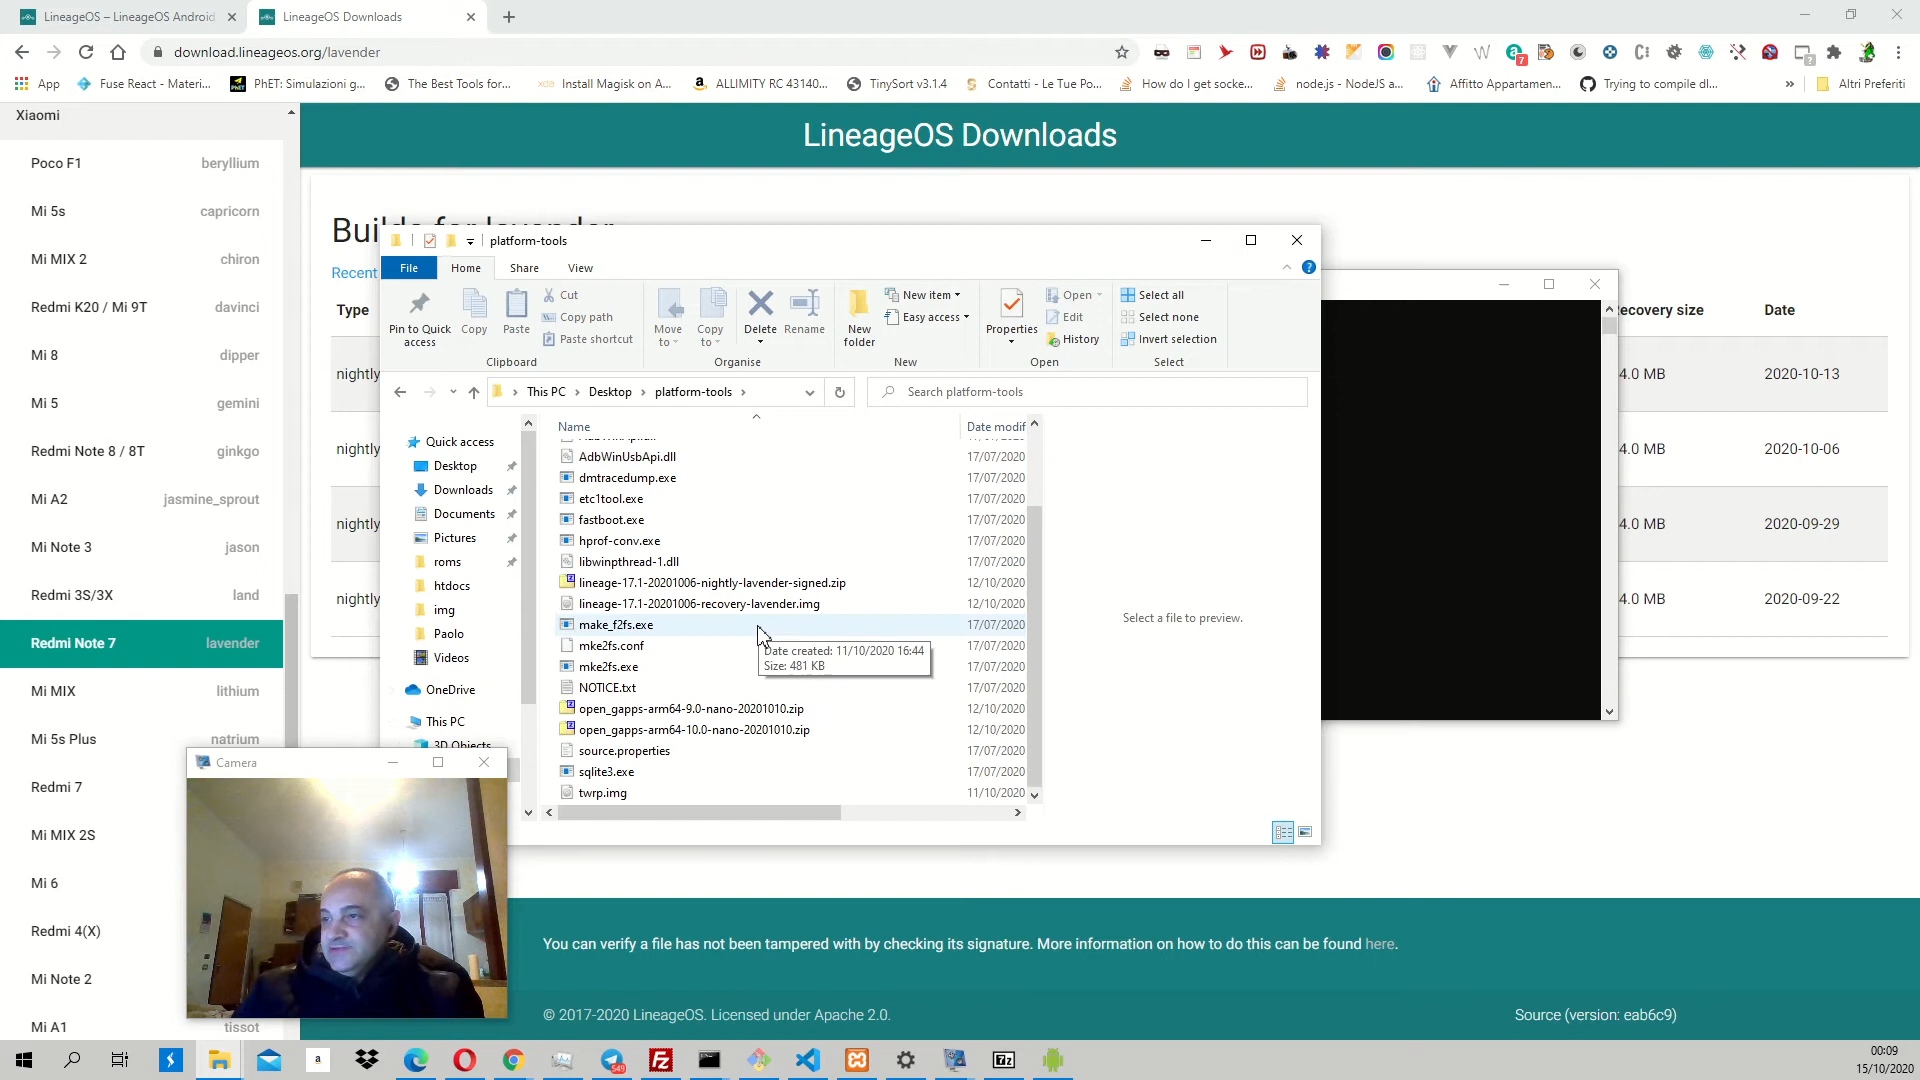 LineageOS – LineageOS Android
LineageOS Downloads
download.lineageos.org/lavender
App
Fuse React - Materi...
PhET: Simulazioni g...
The Best Tools for...
Install Magisk on A...
ALLIMITY RC 43140...
TinySort v3.1.4
Contatti - Le Tue Po...
How do I get socke...
node.js - NodeJS a...
Affitto Appartamen...
Trying to compile dl...
»
Altri Preferiti
Xiaomi
Poco F1 beryllium
Mi 5s capricorn
Mi MIX 2 chiron
Redmi K20 / Mi 9T davinci
Mi 8 dipper
Mi 5 gemini
Redmi Note 8 / 8T ginkgo
Mi A2 jasmine_sprout
Mi Note 3 jason
Redmi 3S/3X land
Redmi Note 7 lavender
Mi MIX lithium
Mi 5s Plus natrium
Redmi 7
Mi MIX 2S
Mi 6
Redmi 4(X)
Mi Note 2
Mi A1 tissot
LineageOS Downloads
Recent
Type
ecovery size Date
nightly 4.0 MB 2020-10-13
nightly 4.0 MB 2020-10-06
nightly 4.0 MB 2020-09-29
nightly 4.0 MB 2020-09-22
platform-tools
File Home Share View
Pin to Quick access
Copy
Paste
Cut
Copy path
Paste shortcut
Clipboard
Move to
Copy to
Delete
Rename
Organise
New folder
New item
Easy access
New
Properties
Open
Edit
History
Open
Select all
Select none
Invert selection
Select
This PC > Desktop > platform-tools >
Search platform-tools
Quick access
Desktop
Downloads
Documents
Pictures
roms
htdocs
img
Paolo
Videos
OneDrive
This PC
3D Objects
Name Date modif
AdbWinUsbApi.dll 17/07/2020
dmtracedump.exe 17/07/2020
etc1tool.exe 17/07/2020
fastboot.exe 17/07/2020
hprof-conv.exe 17/07/2020
libwinpthread-1.dll 17/07/2020
lineage-17.1-20201006-nightly-lavender-signed.zip 12/10/2020
lineage-17.1-20201006-recovery-lavender.img 12/10/2020
make_f2fs.exe 17/07/2020
mke2fs.conf 17/07/2020
mke2fs.exe 17/07/2020
NOTICE.txt 17/07/2020
open_gapps-arm64-9.0-nano-20201010.zip 12/10/2020
open_gapps-arm64-10.0-nano-20201010.zip 12/10/2020
source.properties 17/07/2020
sqlite3.exe 17/07/2020
twrp.img 11/10/2020
Date created: 11/10/2020 16:44
Size: 481 KB
Select a file to preview.
Camera
You can verify a file has not been tampered with by checking its signature. More information on how to do this can be found here.
© 2017-2020 LineageOS. Licensed under Apache 2.0.
Source (version: eab6c9)
00:09
15/10/2020